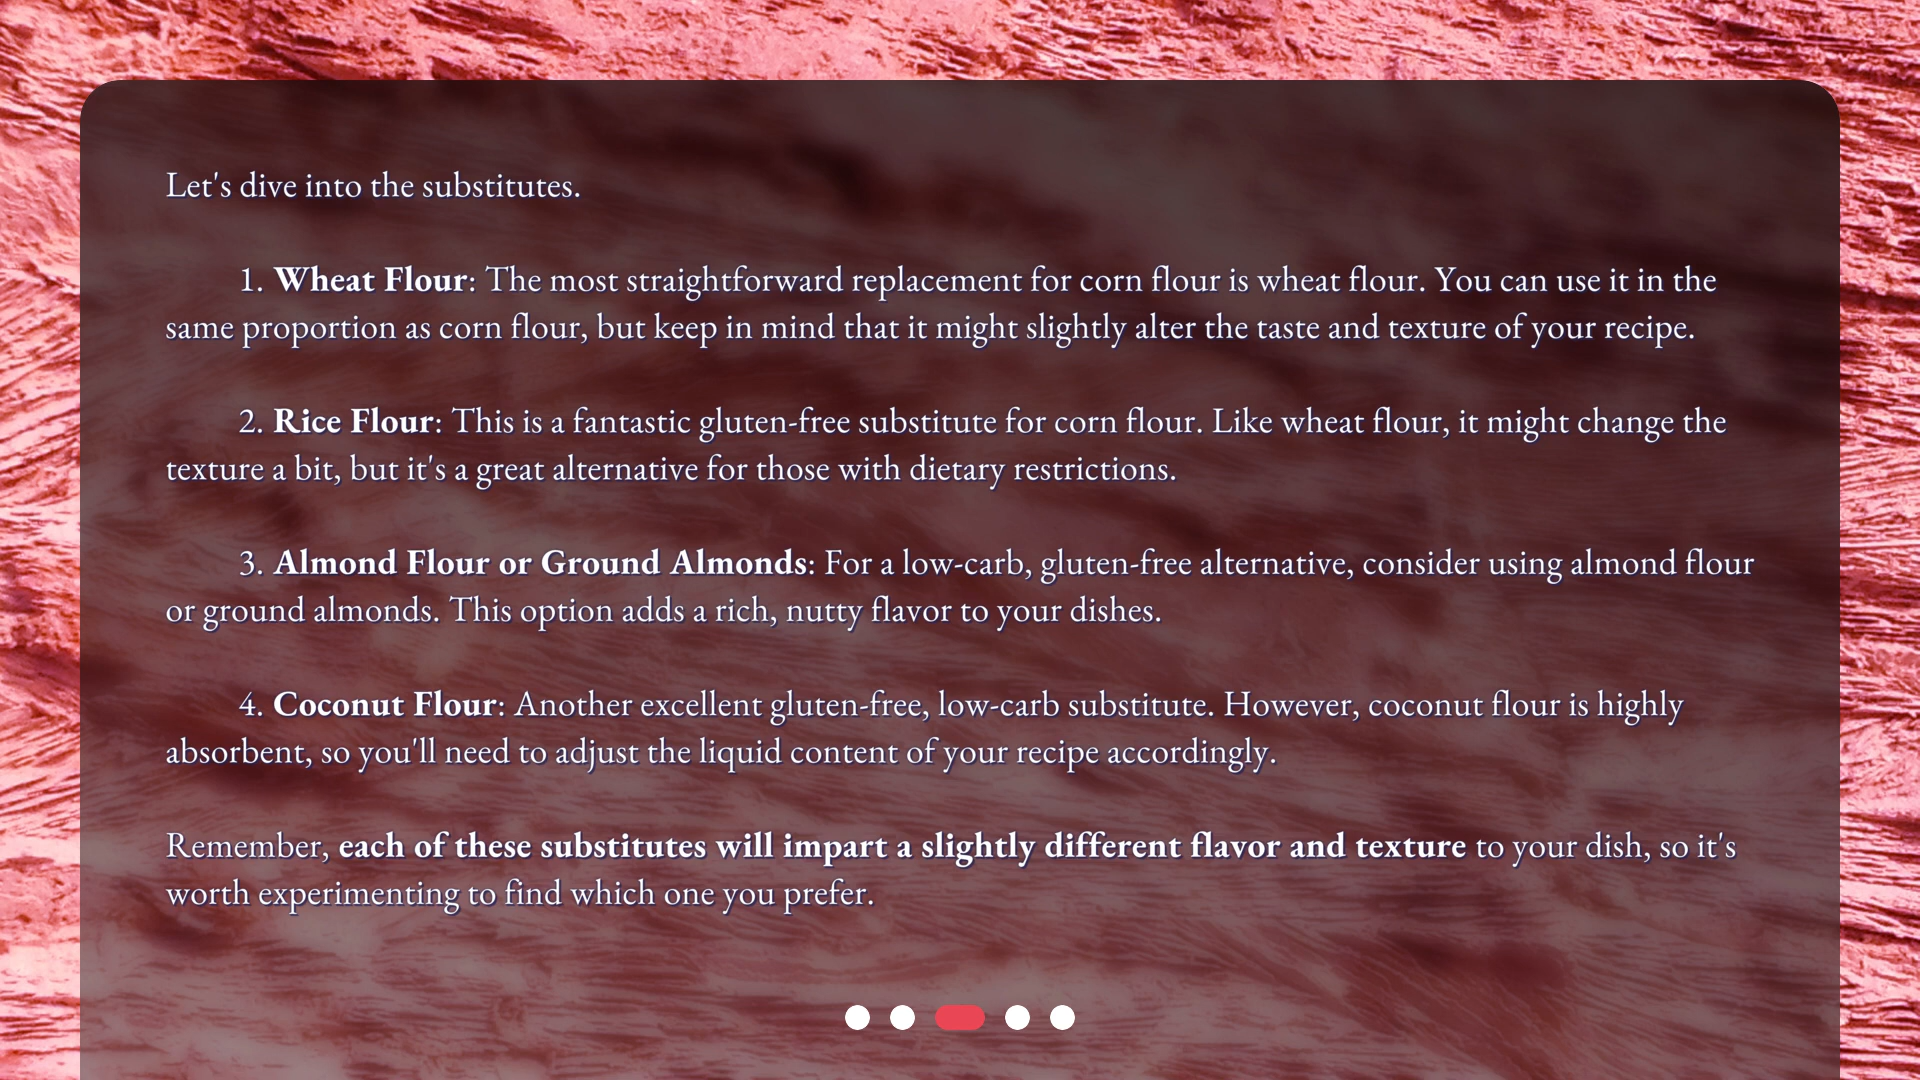 Let's dive into the substitutes.
1. Wheat Flour: The most straightforward replacement for corn flour is wheat flour. You can use it in the
same proportion as corn flour, but keep in mind that it might slightly alter the taste and texture of your recipe.
2. Rice Flour: This is a fantastic gluten-free substitute for corn flour. Like wheat flour, it might change the
texture a bit, but it's a great alternative for those with dietary restrictions.
3. Almond Flour or Ground Almonds: For a low-carb, gluten-free alternative, consider using almond flour
or ground almonds. This option adds a rich, nutty flavor to your dishes.
4. Coconut Flour: Another excellent gluten-free, low-carb substitute. However, coconut flour is highly
absorbent, so you'll need to adjust the liquid content of your recipe accordingly.
Remember, each of these substitutes will impart a slightly different flavor and texture to your dish, so it's
worth experimenting to find which one you prefer.